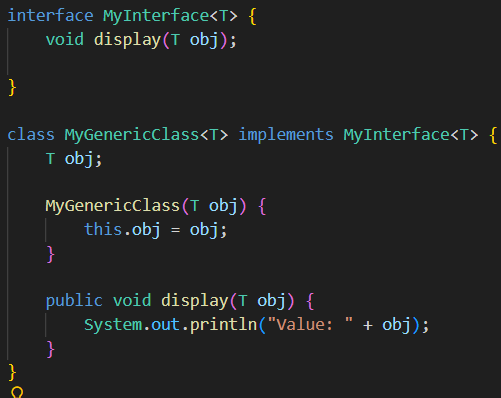 interface MyInterface<T> {
    void display(T obj);

}

class MyGenericClass<T> implements MyInterface<T> {
    T obj;

    MyGenericClass(T obj) {
        this.obj = obj;
    }

    public void display(T obj) {
        System.out.println("Value: " + obj);
    }
}